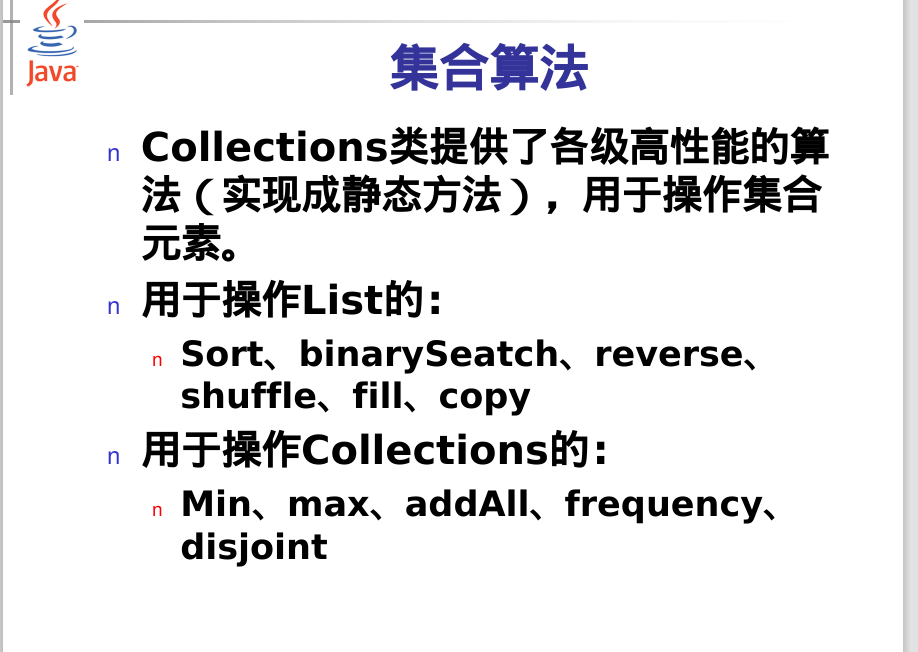 Java
集合算法
n Collections类提供了各级高性能的算
法（实现成静态方法），用于操作集合
元素。
n 用于操作List的:
n Sort、binarySeatch、reverse、
shuffle、fill、copy
n 用于操作Collections的:
n Min、max、addAll、frequency、
disjoint